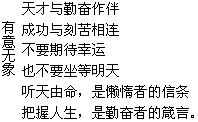 有意无象
天才与勤奋作伴
成功与刻苦相连
不要期待幸运
也不要坐等明天
听天由命，是懒惰者的信条
把握人生，是勤奋者的箴言。